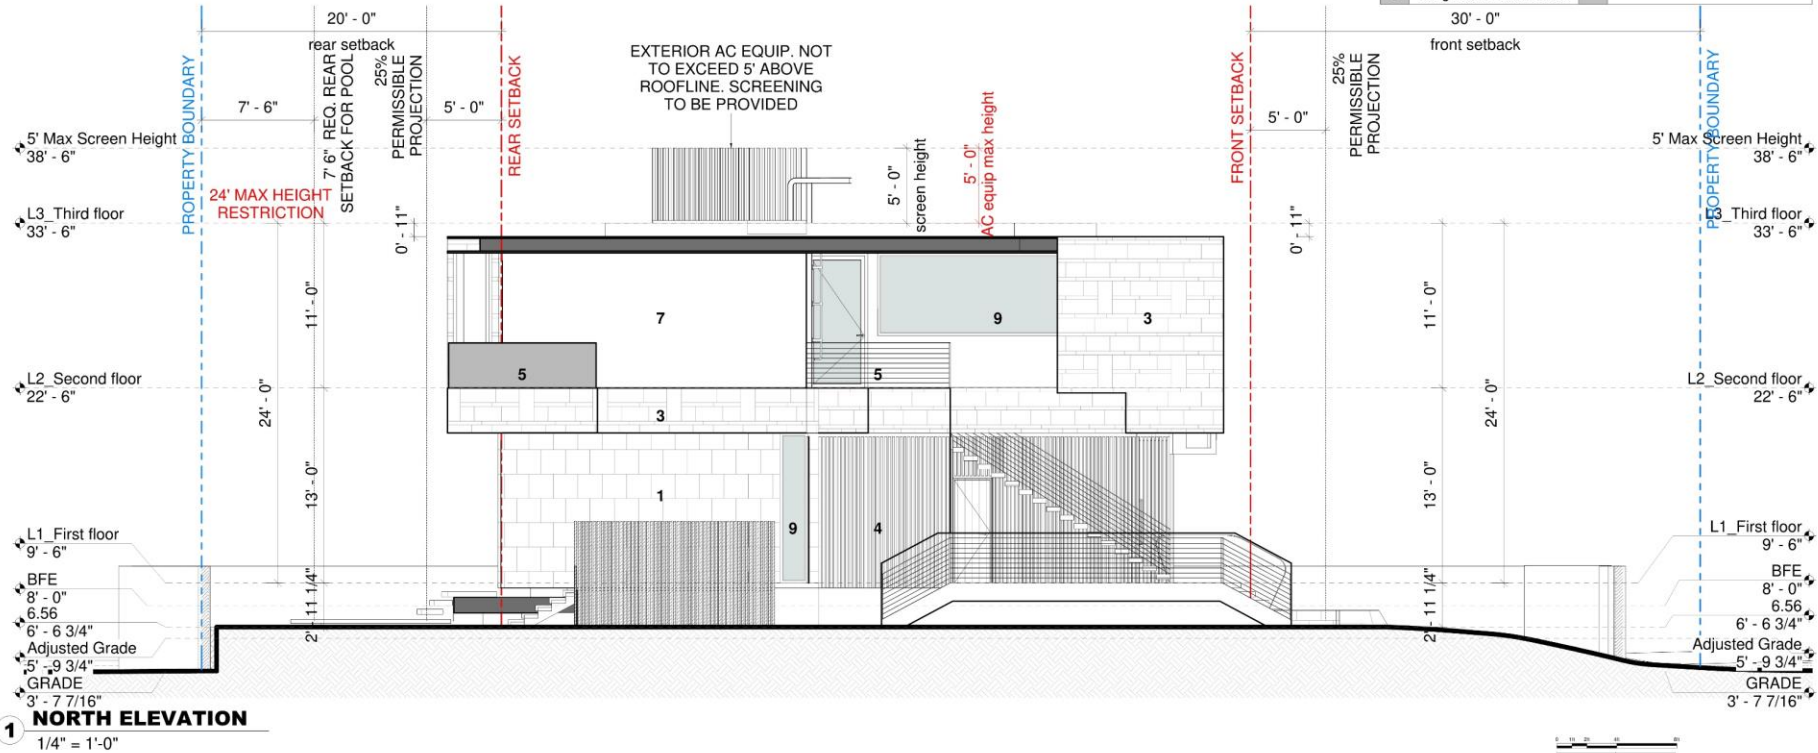 20' - 0"
rear setback
30' - 0"
front setback
EXTERIOR AC EQUIP. NOT
TO EXCEED 5' ABOVE
ROOFLINE. SCREENING
TO BE PROVIDED
PROPERTY BOUNDARY
7' - 6"
7' 6" REQ. REAR
SETBACK FOR POOL
25%
PERMISSIBLE
PROJECTION
5' - 0"
REAR SETBACK
FRONT SETBACK
5' - 0"
25%
PERMISSIBLE
PROJECTION
PROPERTY BOUNDARY
5' Max Screen Height
38' - 6"
24' MAX HEIGHT
RESTRICTION
L3_Third floor
33' - 6"
0' - 11"
5' - 0"
screen height
5' - 0"
AC equip max height
0' - 11"
5' Max Screen Height
38' - 6"
L3_Third floor
33' - 6"
11' - 0"
7
9
3
11' - 0"
L2_Second floor
22' - 6"
24' - 0"
5
5
3
24' - 0"
L2_Second floor
22' - 6"
13' - 0"
1
9
4
13' - 0"
L1_First floor
9' - 6"
BFE
8' - 0"
6.56
6' - 6 3/4"
Adjusted Grade
5' - 9 3/4"
GRADE
3' - 7 7/16"
2' - 11 1/4"
2' - 11 1/4"
L1_First floor
9' - 6"
BFE
8' - 0"
6.56
6' - 6 3/4"
Adjusted Grade
5' - 9 3/4"
GRADE
3' - 7 7/16"
1
NORTH ELEVATION
1/4" = 1'-0"